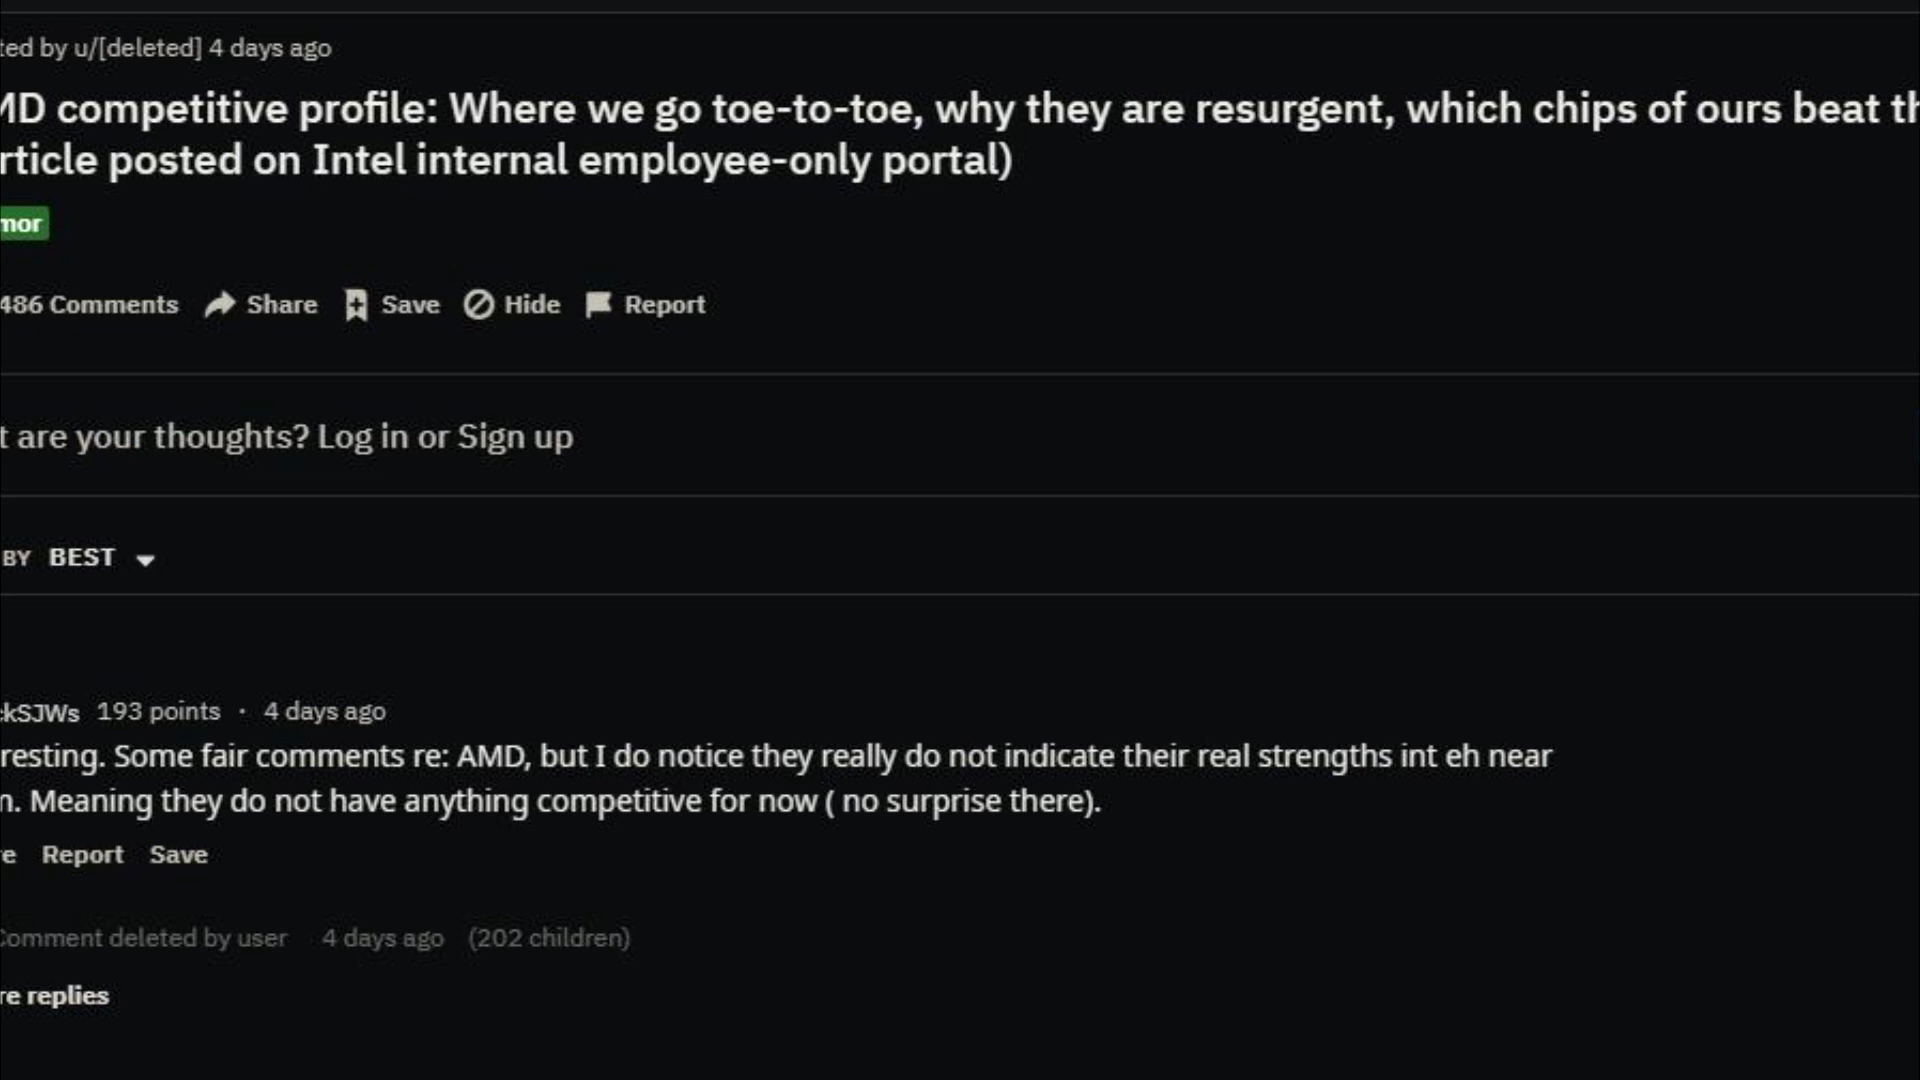 ted by u/[deleted] 4 days ago
MD competitive profile: Where we go toe-to-toe, why they are resurgent, which chips of ours beat th
rticle posted on Intel internal employee-only portal)
mor
486 Comments Share Save Hide Report
t are your thoughts? Log in or Sign up
BY BEST
ckSJWs 193 points · 4 days ago
resting. Some fair comments re: AMD, but I do notice they really do not indicate their real strengths int eh near
n. Meaning they do not have anything competitive for now ( no surprise there).
re Report Save
Comment deleted by user 4 days ago (202 children)
re replies